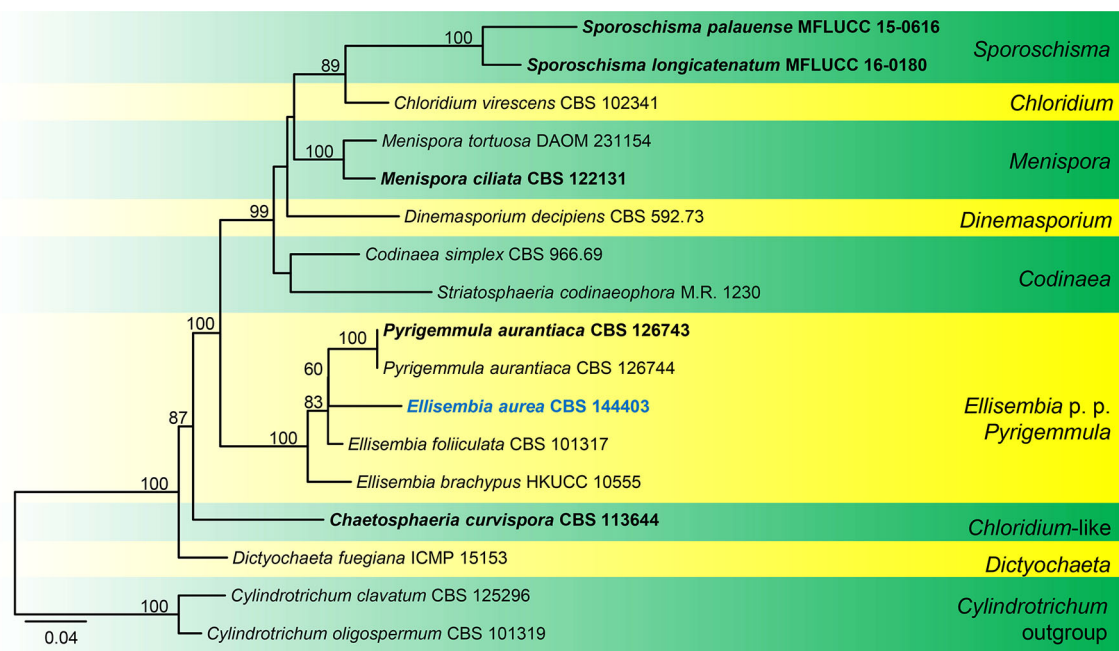 100
Sporoschisma palauense MFLUCC 15-0616
Sporoschisma
89
Sporoschisma longicatenatum MFLUCC 16-0180
Chloridium virescens CBS 102341
Chloridium
Menispora tortuosa DAOM 231154
100
Menispora
Menispora ciliata CBS 122131
99
Dinemasporium decipiens CBS 592.73
Dinemasporium
Codinaea simplex CBS 966.69
Codinaea
Striatosphaeria codinaeophora M.R. 1230
100
100
Pyrigemmula aurantiaca CBS 126743
60
Pyrigemmula aurantiaca CBS 126744
83
Ellisembia aurea CBS 144403
Ellisembia p. p.
Pyrigemmula
87
100
Ellisembia foliiculata CBS 101317
Ellisembia brachypus HKUCC 10555
100
Chaetosphaeria curvispora CBS 113644
Chloridium-like
Dictyochaeta fuegiana ICMP 15153
Dictyochaeta
100
Cylindrotrichum clavatum CBS 125296
Cylindrotrichum
outgroup
Cylindrotrichum oligospermum CBS 101319
0.04